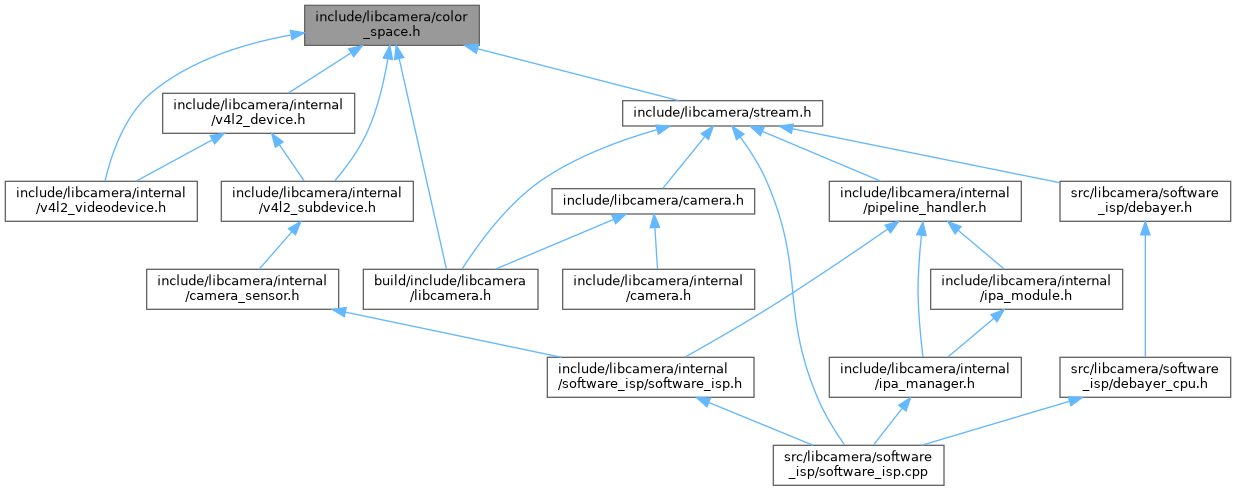 include/libcamera/color
_space.h
include/libcamera/internal
/v4l2_device.h
include/libcamera/stream.h
include/libcamera/internal
/v4l2_videodevice.h
include/libcamera/internal
/v4l2_subdevice.h
include/libcamera/camera.h
include/libcamera/internal
/pipeline_handler.h
src/libcamera/software
_isp/debayer.h
include/libcamera/internal
/camera_sensor.h
build/include/libcamera
/libcamera.h
include/libcamera/internal
/camera.h
include/libcamera/internal
/ipa_module.h
include/libcamera/internal
/software_isp/software_isp.h
include/libcamera/internal
/ipa_manager.h
src/libcamera/software
_isp/debayer_cpu.h
src/libcamera/software
_isp/software_isp.cpp